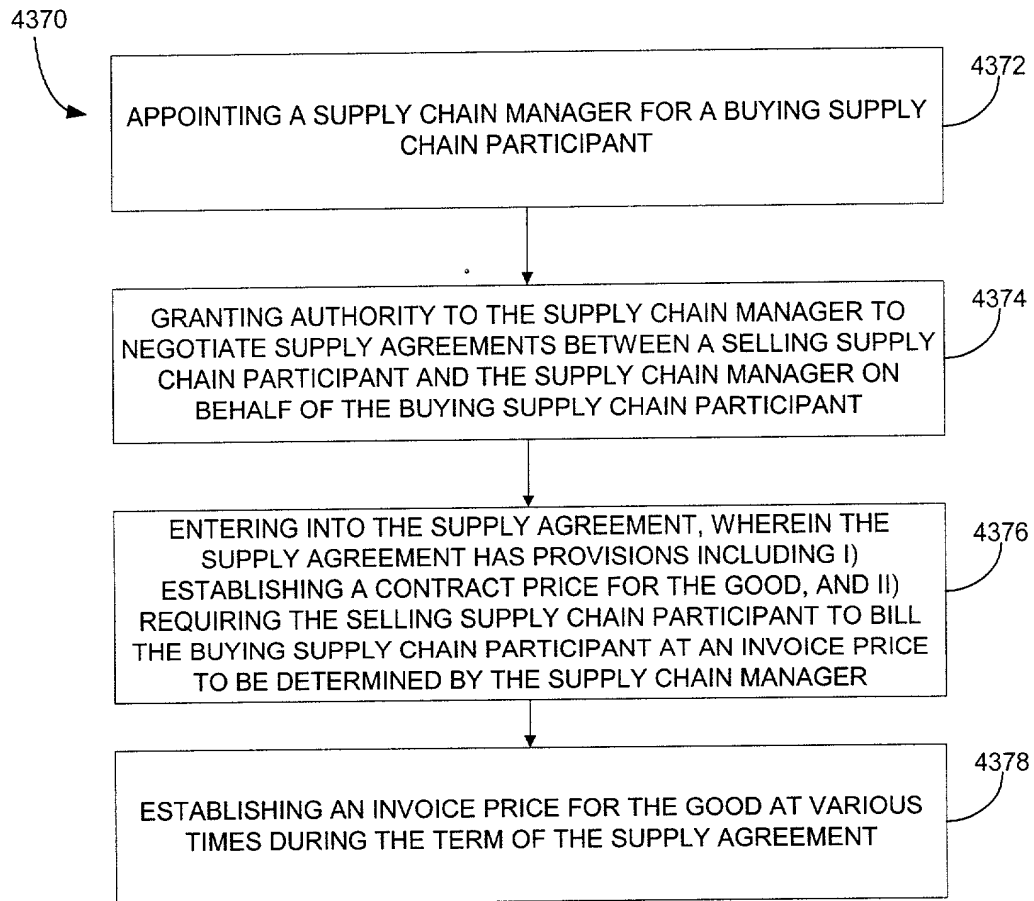 4370
4372
APPOINTING A SUPPLY CHAIN MANAGER FOR A BUYING SUPPLY
CHAIN PARTICIPANT
4374
GRANTING AUTHORITY TO THE SUPPLY CHAIN MANAGER TO
NEGOTIATE SUPPLY AGREEMENTS BETWEEN A SELLING SUPPLY
CHAIN PARTICIPANT AND THE SUPPLY CHAIN MANAGER ON
BEHALF OF THE BUYING SUPPLY CHAIN PARTICIPANT
4376
ENTERING INTO THE SUPPLY AGREEMENT, WHEREIN THE
SUPPLY AGREEMENT HAS PROVISIONS INCLUDING I)
ESTABLISHING A CONTRACT PRICE FOR THE GOOD, AND II)
REQUIRING THE SELLING SUPPLY CHAIN PARTICIPANT TO BILL
THE BUYING SUPPLY CHAIN PARTICIPANT AT AN INVOICE PRICE
TO BE DETERMINED BY THE SUPPLY CHAIN MANAGER
4378
ESTABLISHING AN INVOICE PRICE FOR THE GOOD AT VARIOUS
TIMES DURING THE TERM OF THE SUPPLY AGREEMENT